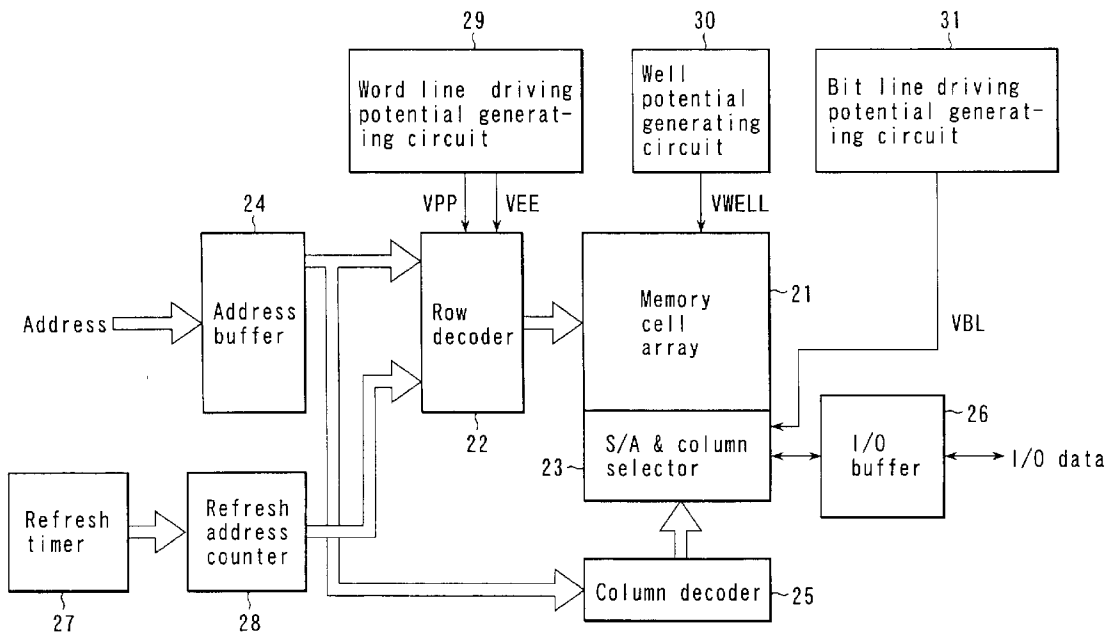 29
30
31
Word line driving
potential generat-
ing circuit
Well
potential
generating
circuit
Bit line driving
potential generat-
ing circuit
VPP
VEE
VWELL
24
Address
Address
buffer
Row
decoder
22
Memory
cell
array
21
VBL
S/A & column
selector
23
26
I/O
buffer
I/O data
Refresh
timer
27
Refresh
address
counter
28
Column decoder
25